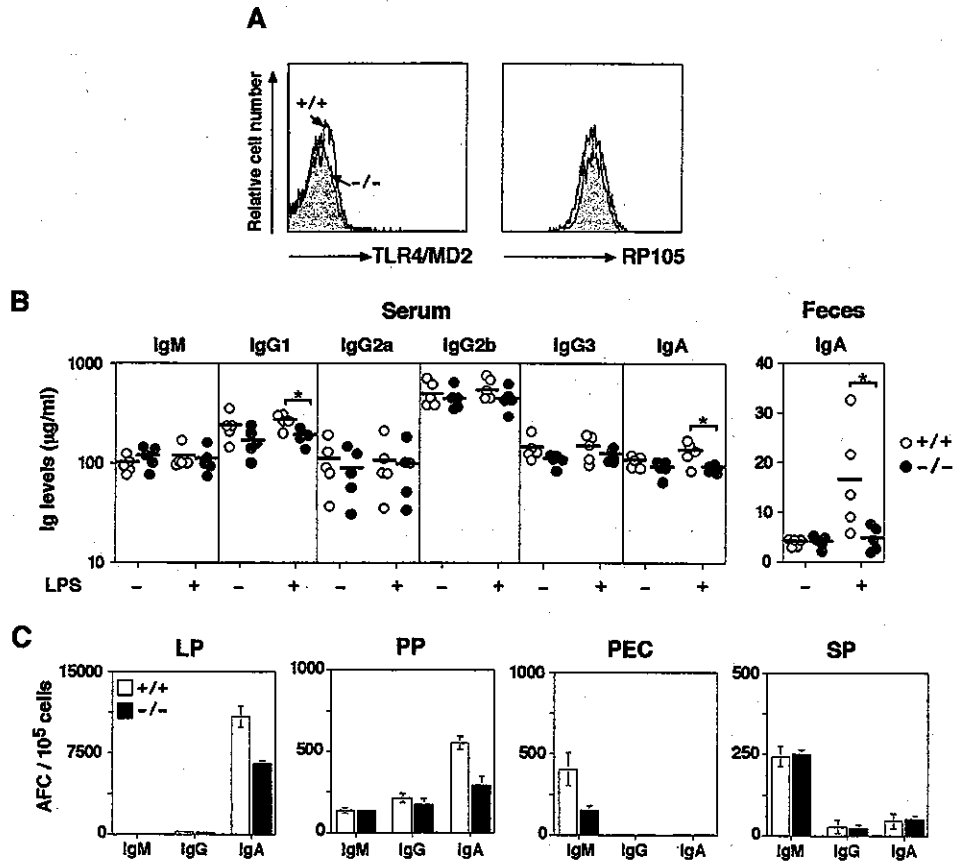 A
Relative cell number
+/+
-/-
TLR4/MD2
RP105
B
Serum
Feces
IgM
IgG1
IgG2a
IgG2b
IgG3
IgA
IgA
Ig levels (μg/ml)
1000
100
10
*
*
40
30
20
10
0
*
+/+
-/-
LPS
- + - + - + - + - + - + - +
C
LP
PP
PEC
SP
AFC / 10⁵ cells
15000
7500
0
+/+
-/-
IgM IgG IgA
1000
500
0
IgM IgG IgA
1000
500
0
IgM IgG IgA
500
250
0
IgM IgG IgA